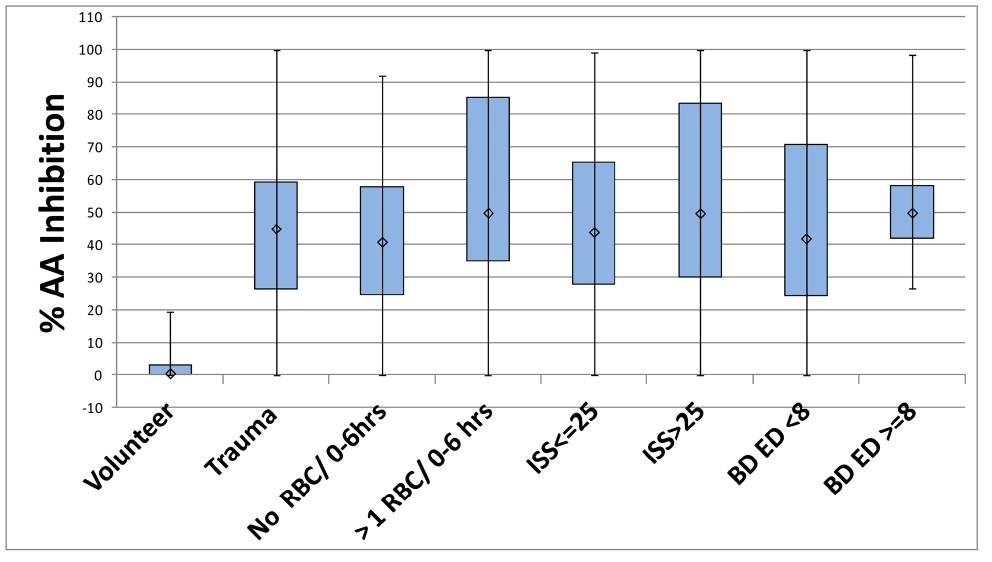 % AA Inhibition
110
100
90
80
70
60
50
40
30
20
10
0
-10
Volunteer
Trauma
No RBC/ 0-6hrs
> 1 RBC/ 0-6 hrs
ISS<=25
ISS>25
BD ED <8
BD ED >=8